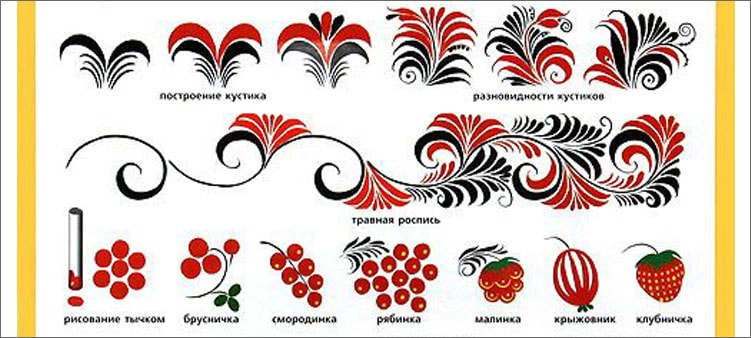 построение кустика
разновидности кустиков
травная роспись
рисование тычком
брусничка
смородинка
рябинка
малинка
крыжовник
клубничка